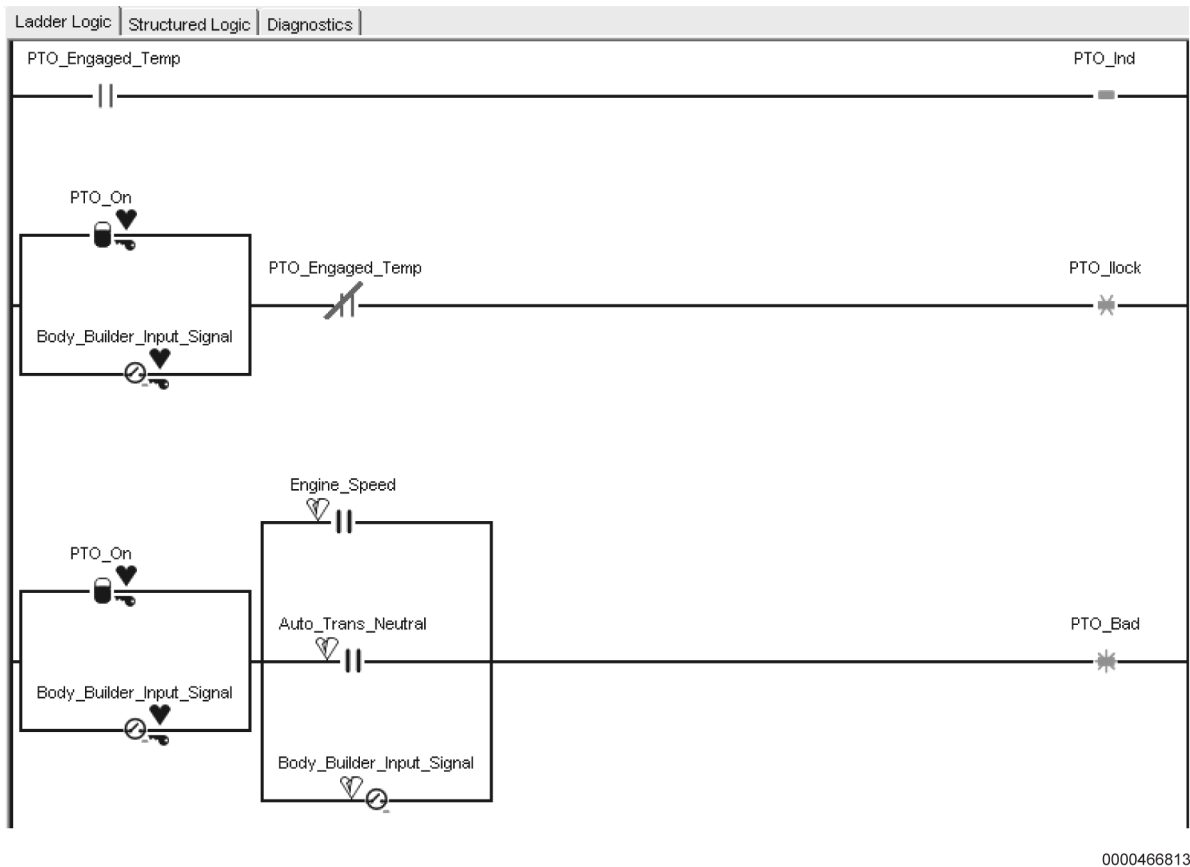 Ladder Logic Structured Logic Diagnostics
PTO_Engaged_Temp PTO_Ind
PTO_On
PTO_Engaged_Temp PTO_Ilock
Body_Builder_Input_Signal
Engine_Speed
PTO_On
Auto_Trans_Neutral PTO_Bad
Body_Builder_Input_Signal
Body_Builder_Input_Signal
0000466813